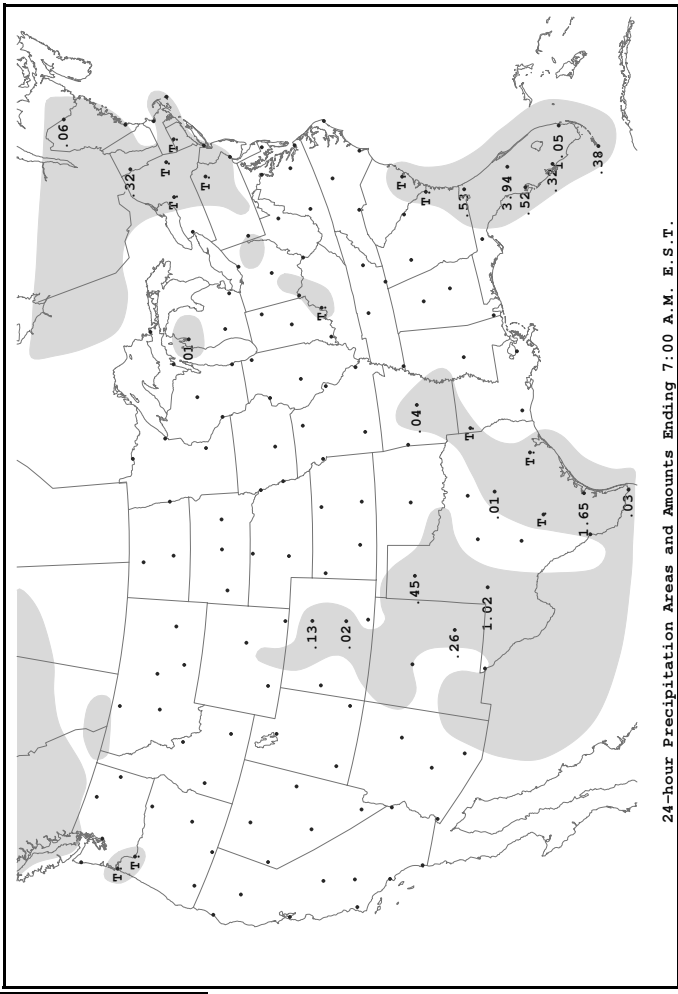 .06
T
T
.32
T
T
T
.01
T
.13
T
.02
T
.45
.04
T
.26
.53
T
1.02
.01
3.94
.52
T
T
.32
1.05
1.65
.38
.03
24-hour Precipitation Areas and Amounts Ending 7:00 A.M. E.S.T.